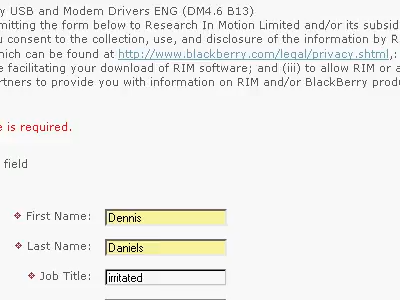 y USB and Modem Drivers ENG (DM4.6 B13)
mitting the form below to Research In Motion Limited and/or its subsid
u consent to the collection, use, and disclosure of the information by R
hich can be found at http://www.blackberry.com/legal/privacy.shtml,:
e facilitating your download of RIM software; and (iii) to allow RIM or a
rtners to provide you with information on RIM and/or BlackBerry produ
e is required.
field
First Name: Dennis
Last Name: Daniels
Job Title: irritated